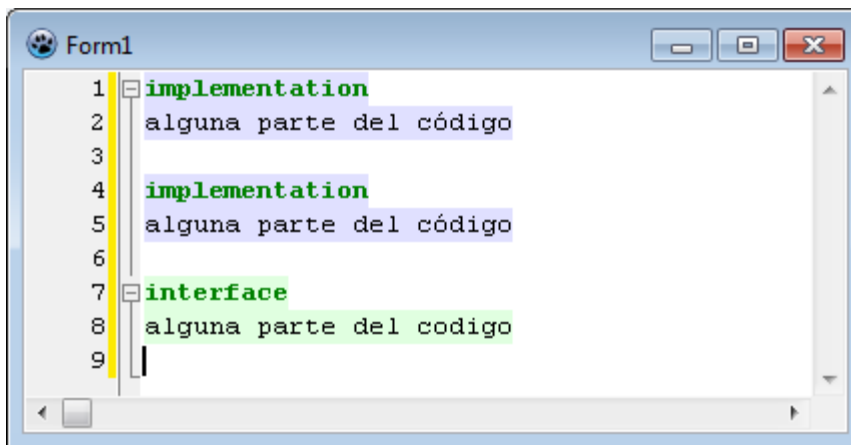 Form1
1 implementation
2 alguna parte del código
3
4 implementation
5 alguna parte del código
6
7 interface
8 alguna parte del codigo
9